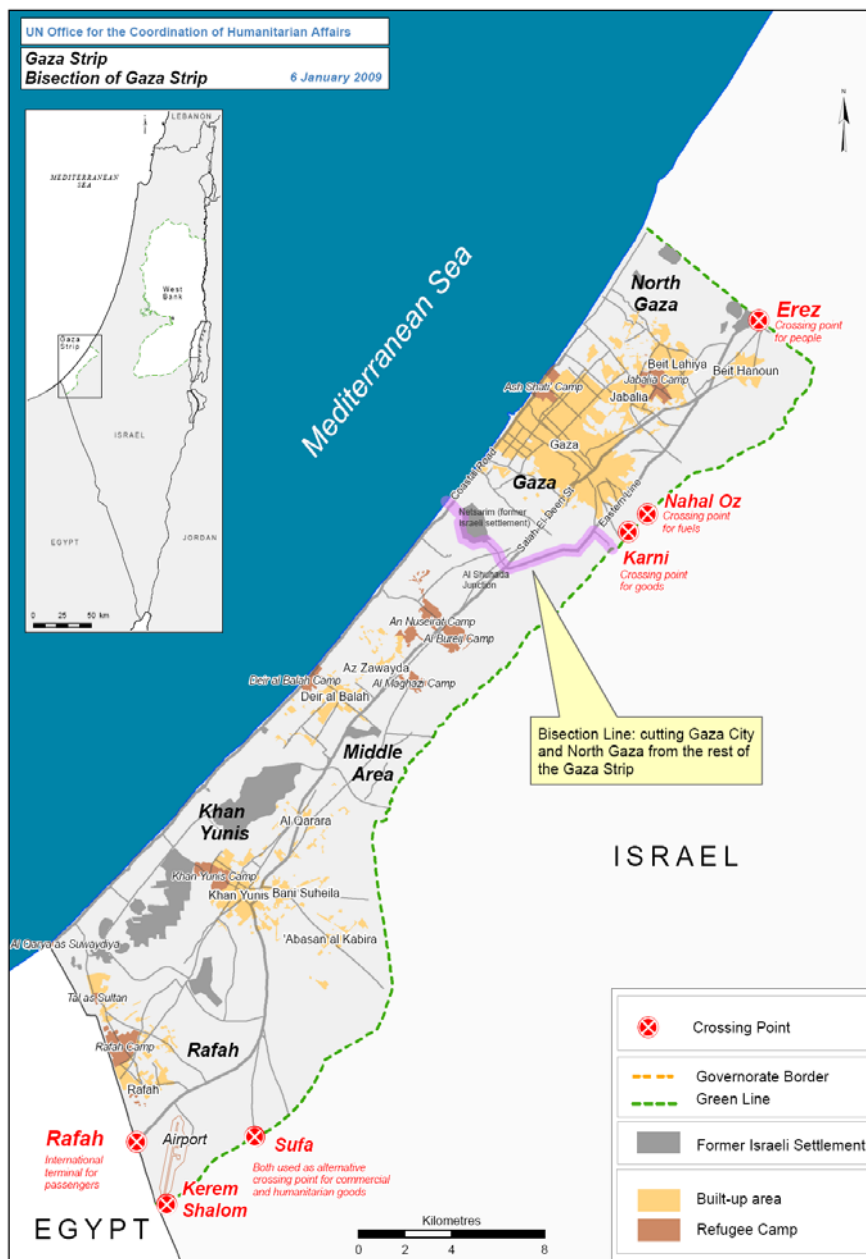 UN Office for the Coordination of Humanitarian Affairs
Gaza Strip
Bisection of Gaza Strip 6 January 2009
N
LEBANON
MEDITERRANEAN
SEA
West
Bank
Gaza
Strip
ISRAEL
EGYPT
JORDAN
0 25 50 km
Mediterranean Sea
North
Gaza
Erez
Crossing point
for people
Beit Lahiya
Beit Hanoun
Ash Shati' Camp
Jabalia Camp
Jabalia
Gaza
Gaza
Coastal Road
Salah El-Deen St
Eastern Line
Nahal Oz
Crossing point
for fuels
Netsarim (former
Israeli settlement)
Karni
Crossing point
for goods
Al Shuhada
Junction
An Nuseirat Camp
Al Bureij Camp
Az Zawayda
Deir al Balah Camp
Al Maghazi Camp
Deir al Balah
Bisection Line: cutting Gaza City
and North Gaza from the rest of
the Gaza Strip
Middle
Area
Khan
Yunis
Al Qarara
ISRAEL
Khan Yunis Camp
Khan Yunis
Bani Suheila
'Abasan al Kabira
Al Qarya as Suwaydiya
Tal as Sultan
Rafah Camp
Rafah
Rafah
Rafah
International
terminal for
passengers
Airport
Sufa
Both used as alternative
crossing point for commercial
and humanitarian goods
Kerem
Shalom
EGYPT
Kilometres
0 2 4 8
Crossing Point
Governorate Border
Green Line
Former Israeli Settlement
Built-up area
Refugee Camp